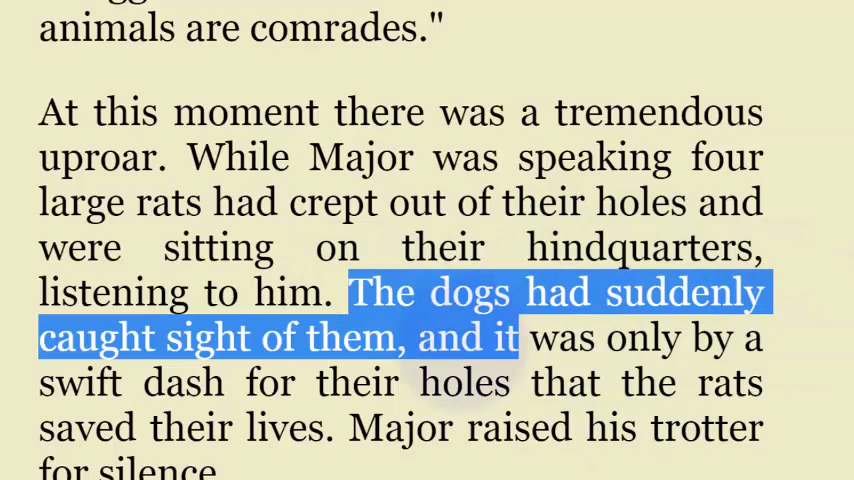 animals are comrades."
At this moment there was a tremendous
uproar. While Major was speaking four
large rats had crept out of their holes and
were sitting on their hindquarters,
listening to him. The dogs had suddenly
caught sight of them, and it was only by a
swift dash for their holes that the rats
saved their lives. Major raised his trotter
for silence